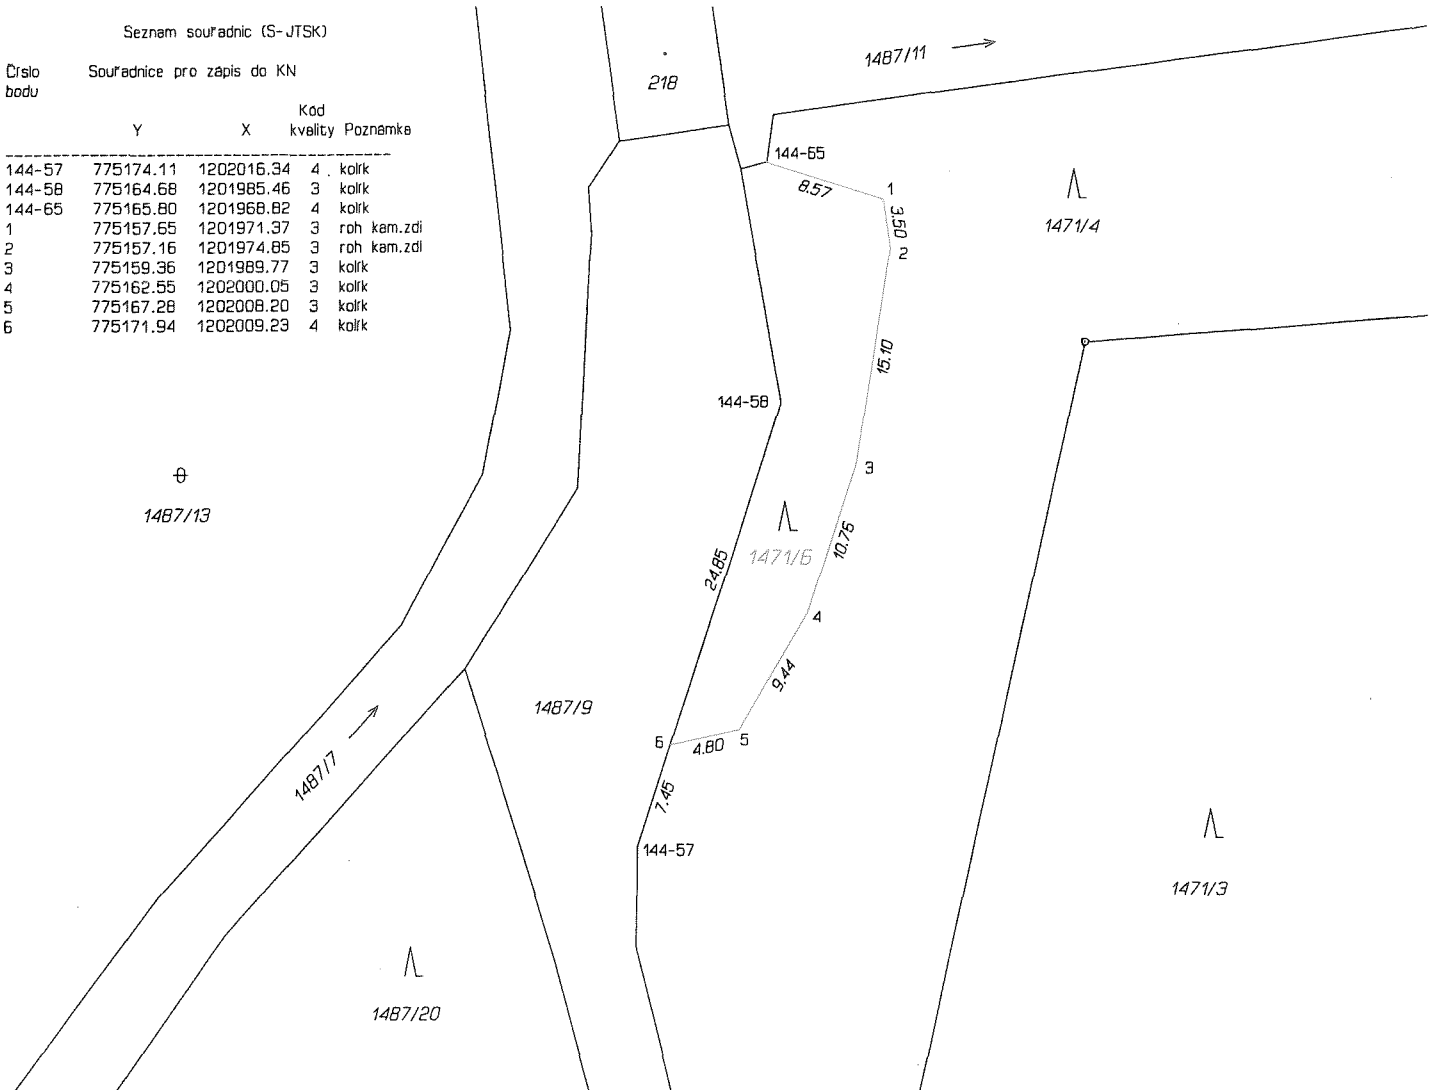 Seznam souřadnic (S-JTSK)
Číslo bodu
Souřadnice pro zápis do KN
Y X Kód kvality Poznámka
144-57 775174.11 1202016.34 4 kolík
144-58 775164.68 1201985.46 3 kolík
144-65 775165.80 1201968.82 4 kolík
1 775157.65 1201971.37 3 roh kam.zdi
2 775157.16 1201974.85 3 roh kam.zdi
3 775159.36 1201989.77 3 kolík
4 775162.55 1202000.05 3 kolík
5 775167.28 1202008.20 3 kolík
6 775171.94 1202009.23 4 kolík
218
1487/11
144-65
8.57
1
3.50
2
1471/4
15.10
144-58
3
1487/13
10.76
1471/6
24.85
4
9.44
1487/9
6
4.80
5
1487/7
7.45
144-57
1471/3
1487/20